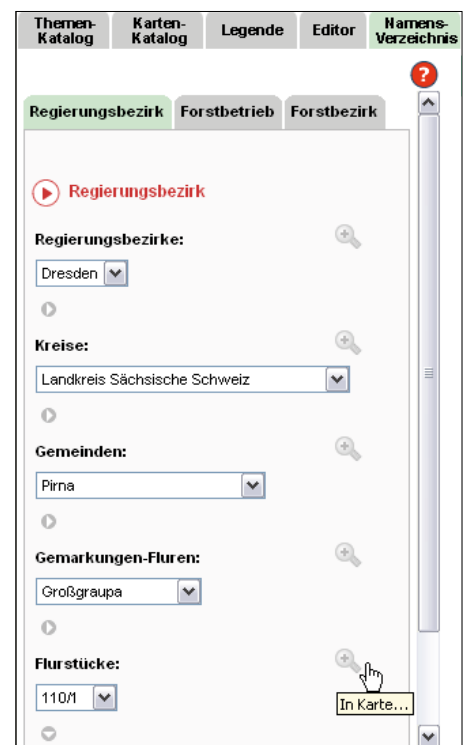 Themen- Karten- Legende Editor Namens-
Katalog Katalog Verzeichnis
?
Regierungsbezirk Forstbetrieb Forstbezirk
Regierungsbezirk
Regierungsbezirke:
Dresden
Kreise:
Landkreis Sächsische Schweiz
Gemeinden:
Pirna
Gemarkungen-Fluren:
Großgraupa
Flurstücke:
110/1
In Karte...